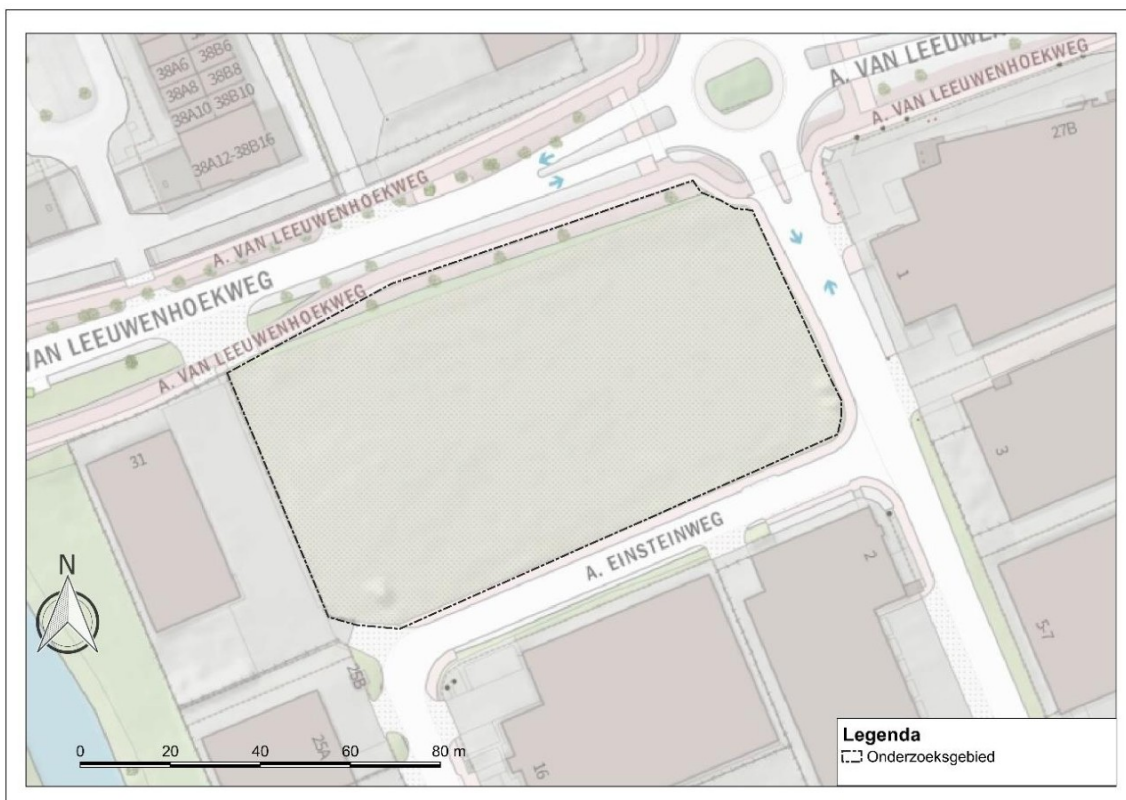 38B6
38A6
38B8
38A8
38A10, 38B10
38A12-38B16
A. VAN LEEUWENHOEKWEG
A. VAN LEEUWENHOEKWEG
27B
A. VAN LEEUWENHOEKWEG
VAN LEEUWENHOEKWEG
A. VAN LEEUWENHOEKWEG
1
31
3
A. EINSTEINWEG
2
N
5-7
25B
25A
16
0 20 40 60 80 m
Legenda
Onderzoeksgebied